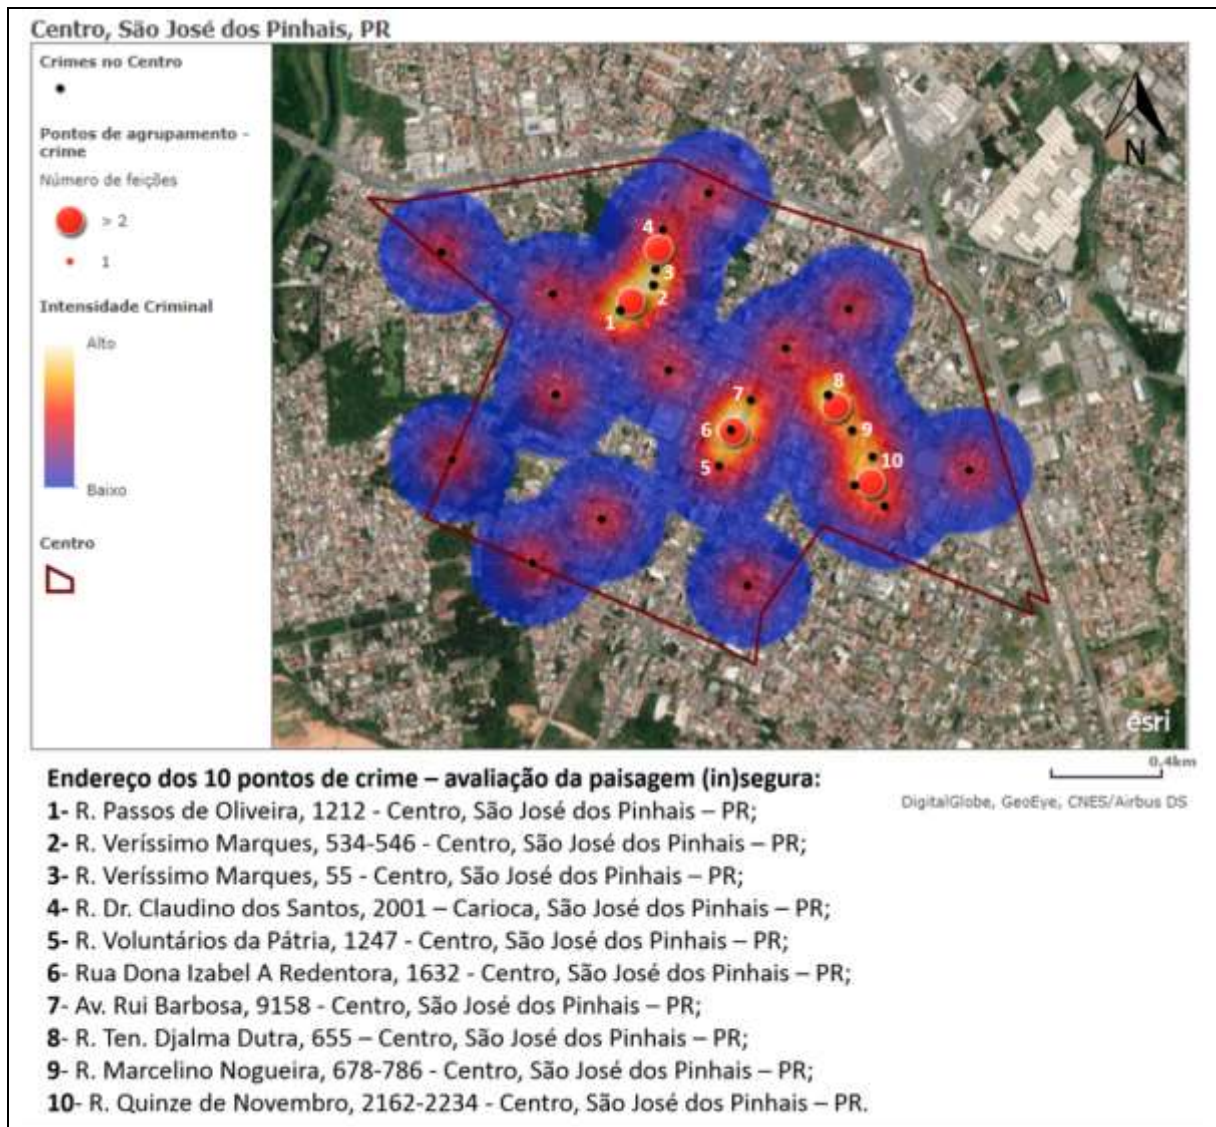 Centro, São José dos Pinhais, PR
Crimes no Centro
Pontos de agrupamento -
crime
Número de feições
> 2
1
Intensidade Criminal
Alto
Baixo
Centro
N
4
3
2
1
7
6
5
8
9
10
esri
0,4km
DigitalGlobe, GeoEye, CNES/Airbus DS
Endereço dos 10 pontos de crime – avaliação da paisagem (in)segura:
1- R. Passos de Oliveira, 1212 - Centro, São José dos Pinhais – PR;
2- R. Veríssimo Marques, 534-546 - Centro, São José dos Pinhais – PR;
3- R. Veríssimo Marques, 55 - Centro, São José dos Pinhais – PR;
4- R. Dr. Claudino dos Santos, 2001 – Carioca, São José dos Pinhais – PR;
5- R. Voluntários da Pátria, 1247 - Centro, São José dos Pinhais – PR;
6- Rua Dona Izabel A Redentora, 1632 - Centro, São José dos Pinhais – PR;
7- Av. Rui Barbosa, 9158 - Centro, São José dos Pinhais – PR;
8- R. Ten. Djalma Dutra, 655 – Centro, São José dos Pinhais – PR;
9- R. Marcelino Nogueira, 678-786 - Centro, São José dos Pinhais – PR;
10- R. Quinze de Novembro, 2162-2234 - Centro, São José dos Pinhais – PR.